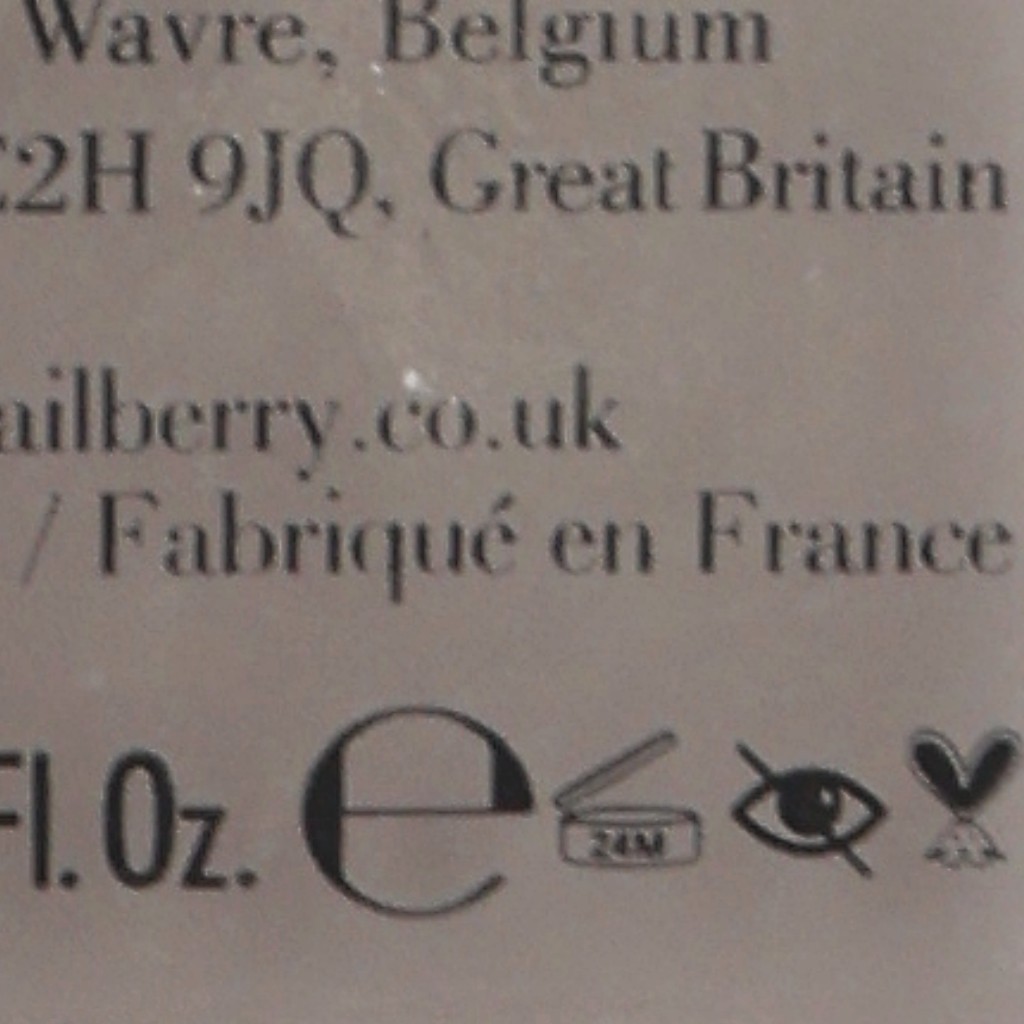 Wavre, Belgium
2H 9JQ, Great Britain
ailberry.co.uk
/ Fabriqué en France
Fl. Oz. e 24M